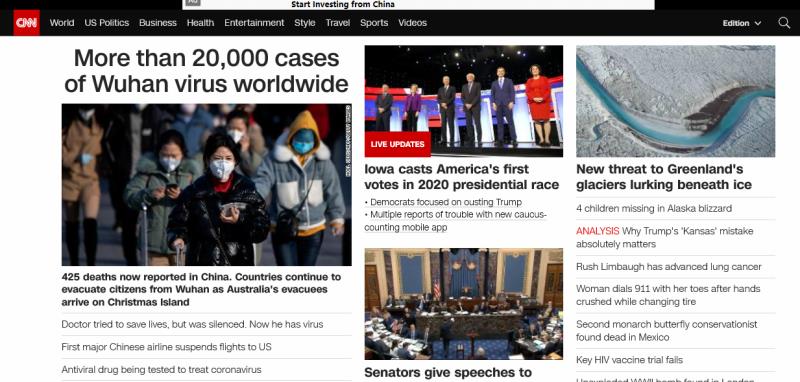 Start Investing from China
CNN World US Politics Business Health Entertainment Style Travel Sports Videos Edition
More than 20,000 cases
of Wuhan virus worldwide
425 deaths now reported in China. Countries continue to
evacuate citizens from Wuhan as Australia's evacuees
arrive on Christmas Island
Doctor tried to save lives, but was silenced. Now he has virus
First major Chinese airline suspends flights to US
Antiviral drug being tested to treat coronavirus
LIVE UPDATES
Iowa casts America's first
votes in 2020 presidential race
• Democrats focused on ousting Trump
• Multiple reports of trouble with new caucus-
counting mobile app
Senators give speeches to
New threat to Greenland's
glaciers lurking beneath ice
4 children missing in Alaska blizzard
ANALYSIS Why Trump's 'Kansas' mistake
absolutely matters
Rush Limbaugh has advanced lung cancer
Woman dials 911 with her toes after hands
crushed while changing tire
Second monarch butterfly conservationist
found dead in Mexico
Key HIV vaccine trial fails
Unexploded WWII bomb found in London